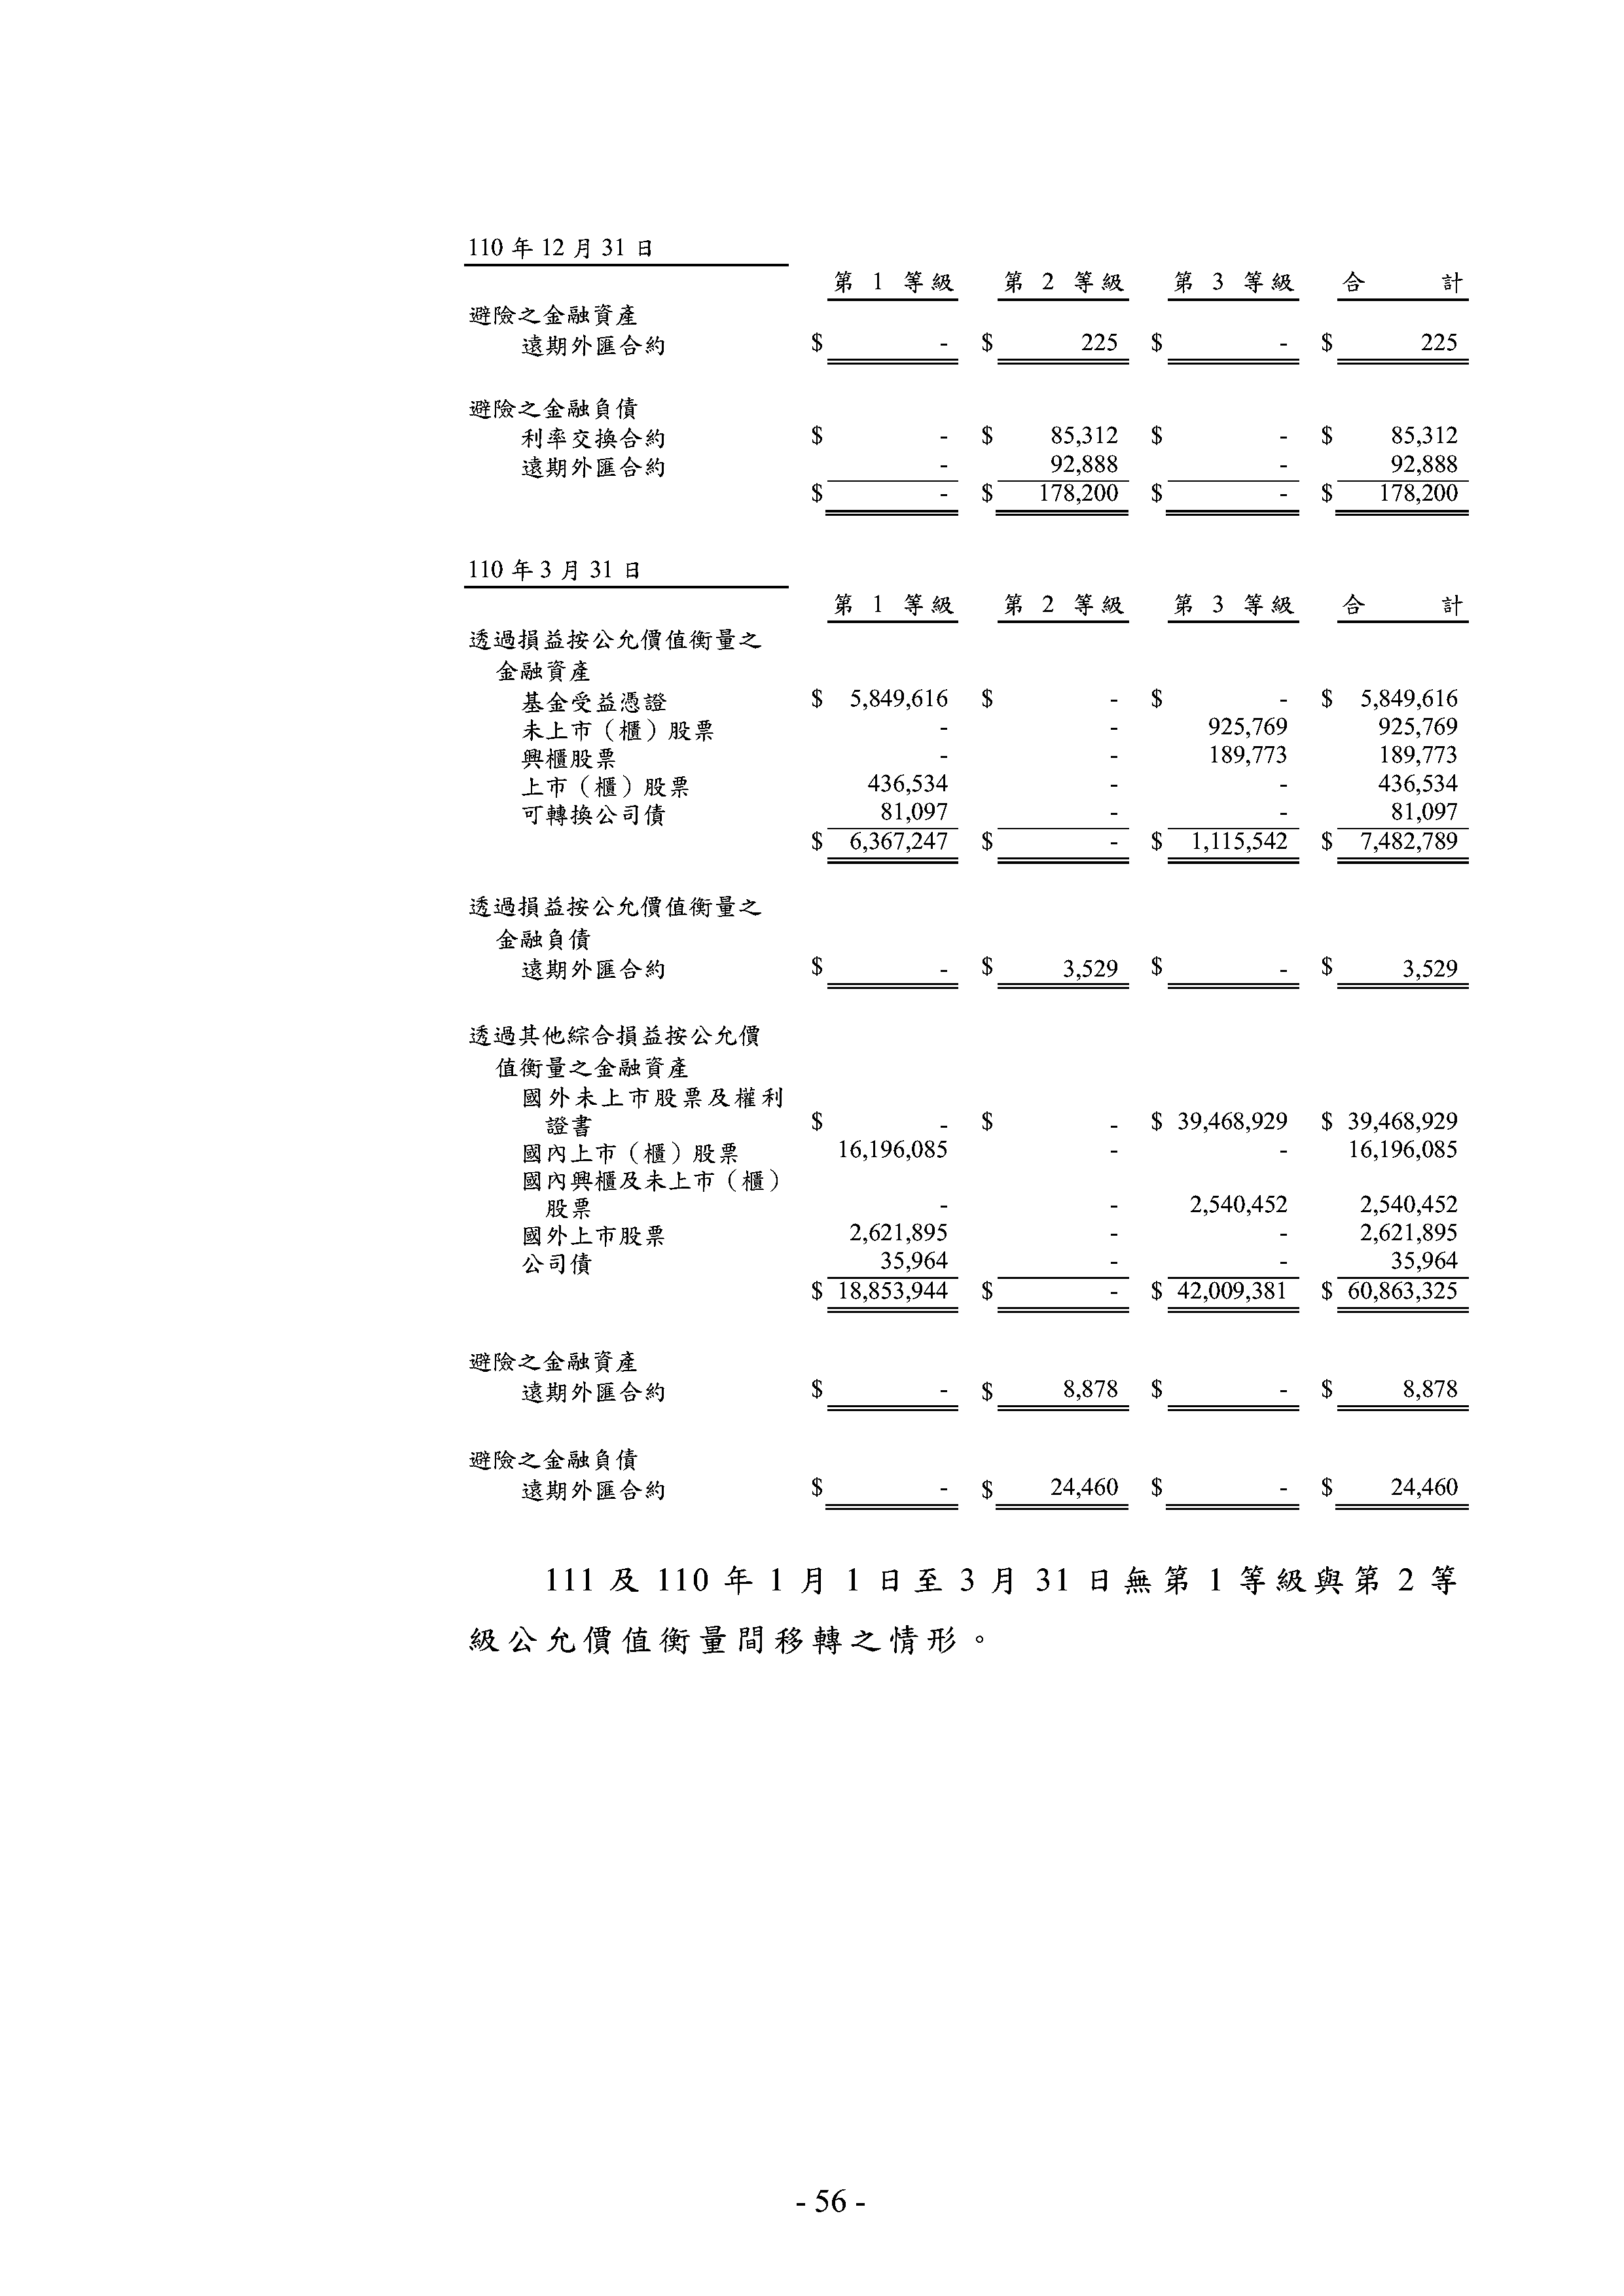 110 年 12 月 31 日
第 1 等級 第 2 等級 第 3 等級 合 計
避險之金融資產
遠期外匯合約 $ - $ 225 $ - $ 225
避險之金融負債
利率交換合約 $ - $ 85,312 $ - $ 85,312
遠期外匯合約 - 92,888 - 92,888
$ - $ 178,200 $ - $ 178,200
110 年 3 月 31 日
第 1 等級 第 2 等級 第 3 等級 合 計
透過損益按公允價值衡量之
金融資產
基金受益憑證 $ 5,849,616 $ - $ - $ 5,849,616
未上市（櫃）股票 - - 925,769 925,769
興櫃股票 - - 189,773 189,773
上市（櫃）股票 436,534 - - 436,534
可轉換公司債 81,097 - - 81,097
$ 6,367,247 $ - $ 1,115,542 $ 7,482,789
透過損益按公允價值衡量之
金融負債
遠期外匯合約 $ - $ 3,529 $ - $ 3,529
透過其他綜合損益按公允價
值衡量之金融資產
國外未上市股票及權利
證書 $ - $ - $ 39,468,929 $ 39,468,929
國內上市（櫃）股票 16,196,085 - - 16,196,085
國內興櫃及未上市（櫃）
股票 - - 2,540,452 2,540,452
國外上市股票 2,621,895 - - 2,621,895
公司債 35,964 - - 35,964
$ 18,853,944 $ - $ 42,009,381 $ 60,863,325
避險之金融資產
遠期外匯合約 $ - $ 8,878 $ - $ 8,878
避險之金融負債
遠期外匯合約 $ - $ 24,460 $ - $ 24,460
111 及 110 年 1 月 1 日至 3 月 31 日無第 1 等級與第 2 等
級公允價值衡量間移轉之情形。
- 56 -